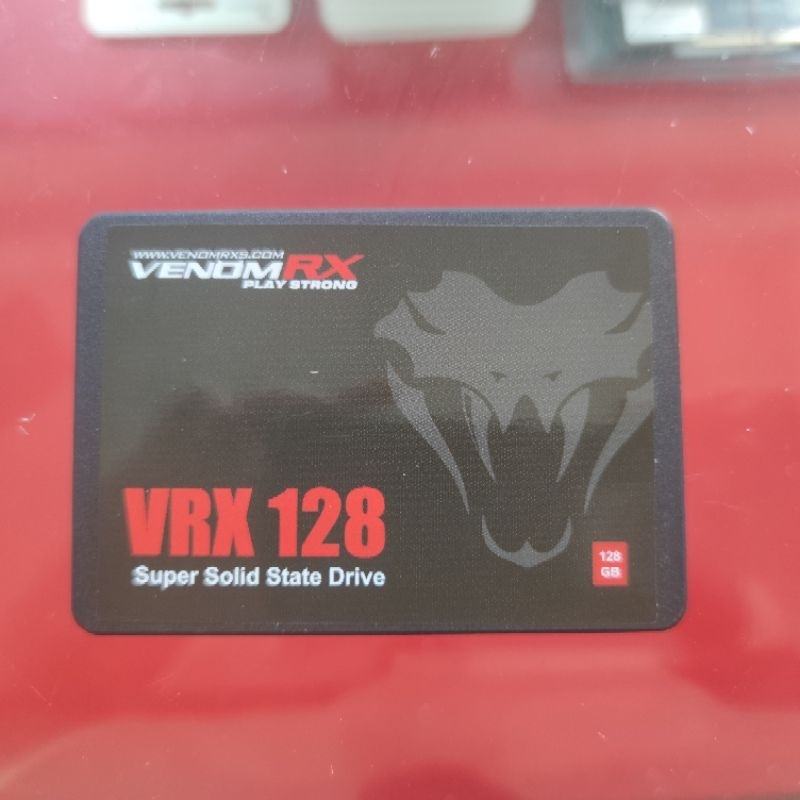 WWW.VENOMRXS.COM
VENOMRX
PLAY STRONG
VRX 128
Super Solid State Drive
128
GB